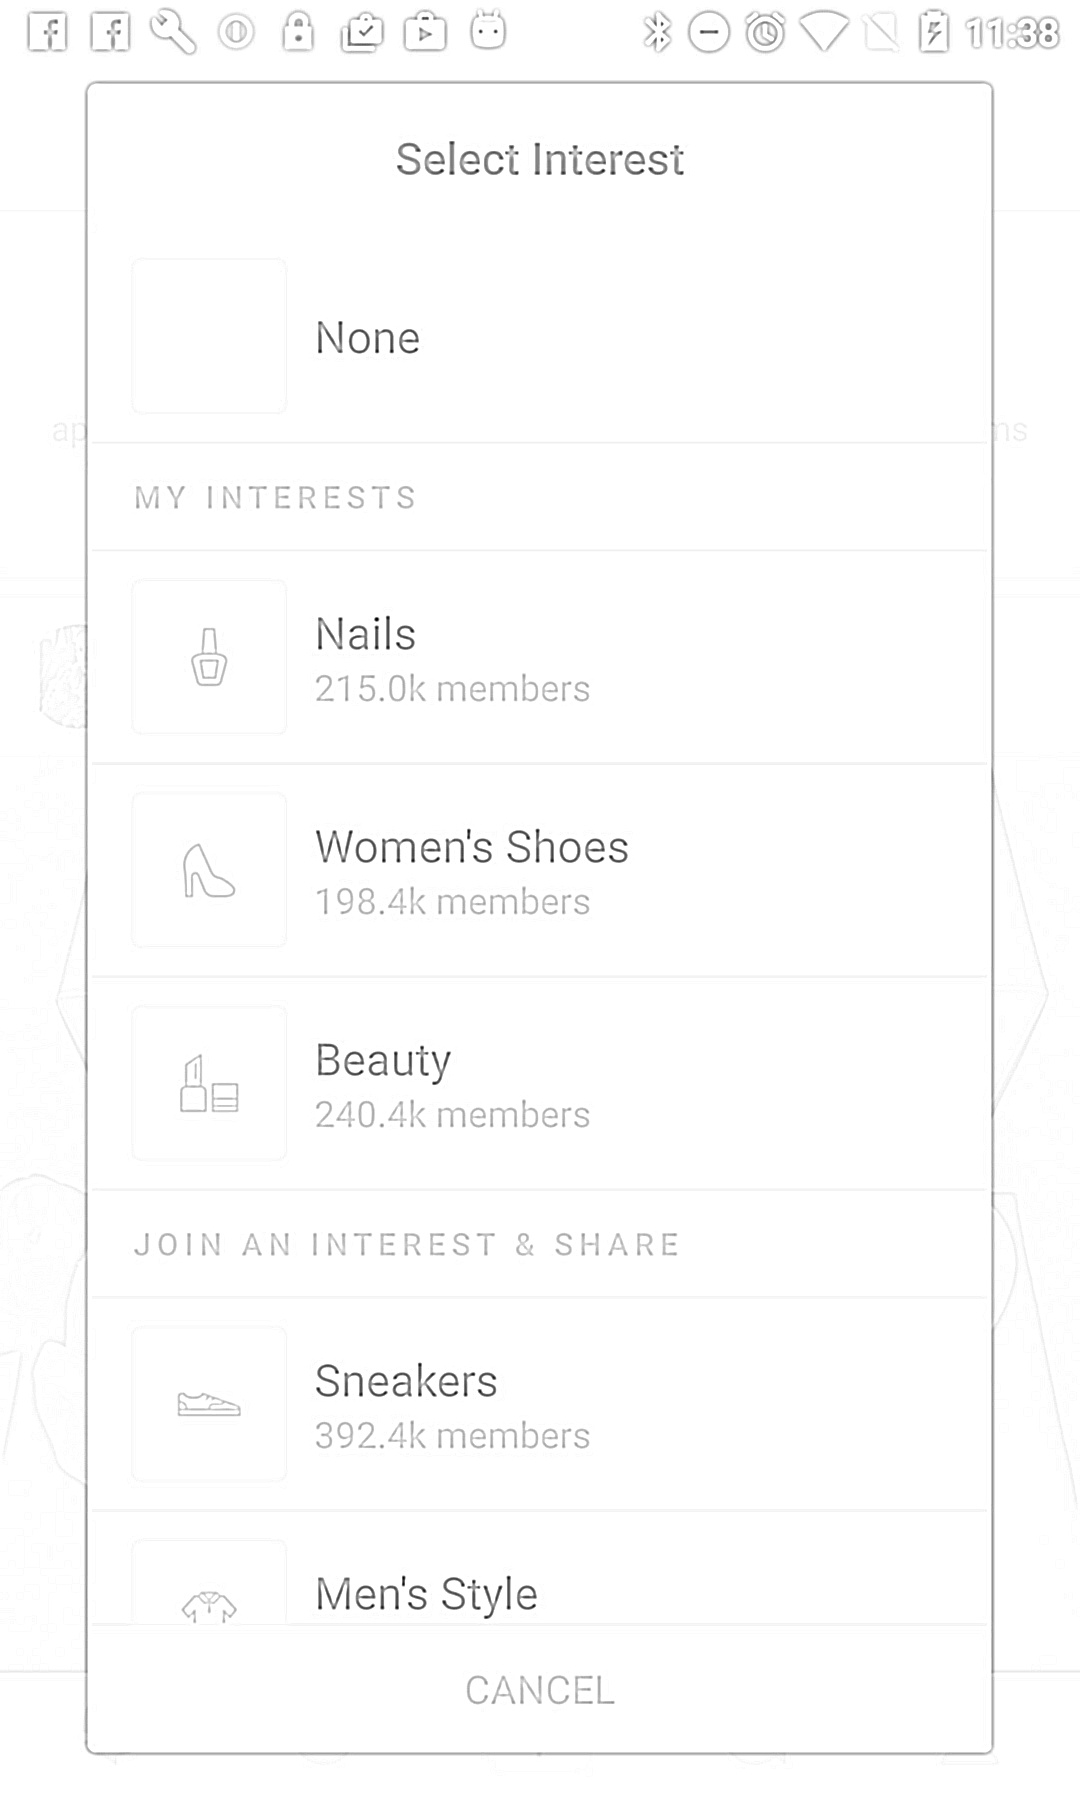 11:38
Select Interest
None
MY INTERESTS
Nails
215.0k members
Women's Shoes
198.4k members
Beauty
240.4k members
JOIN AN INTEREST & SHARE
Sneakers
392.4k members
Men's Style
CANCEL